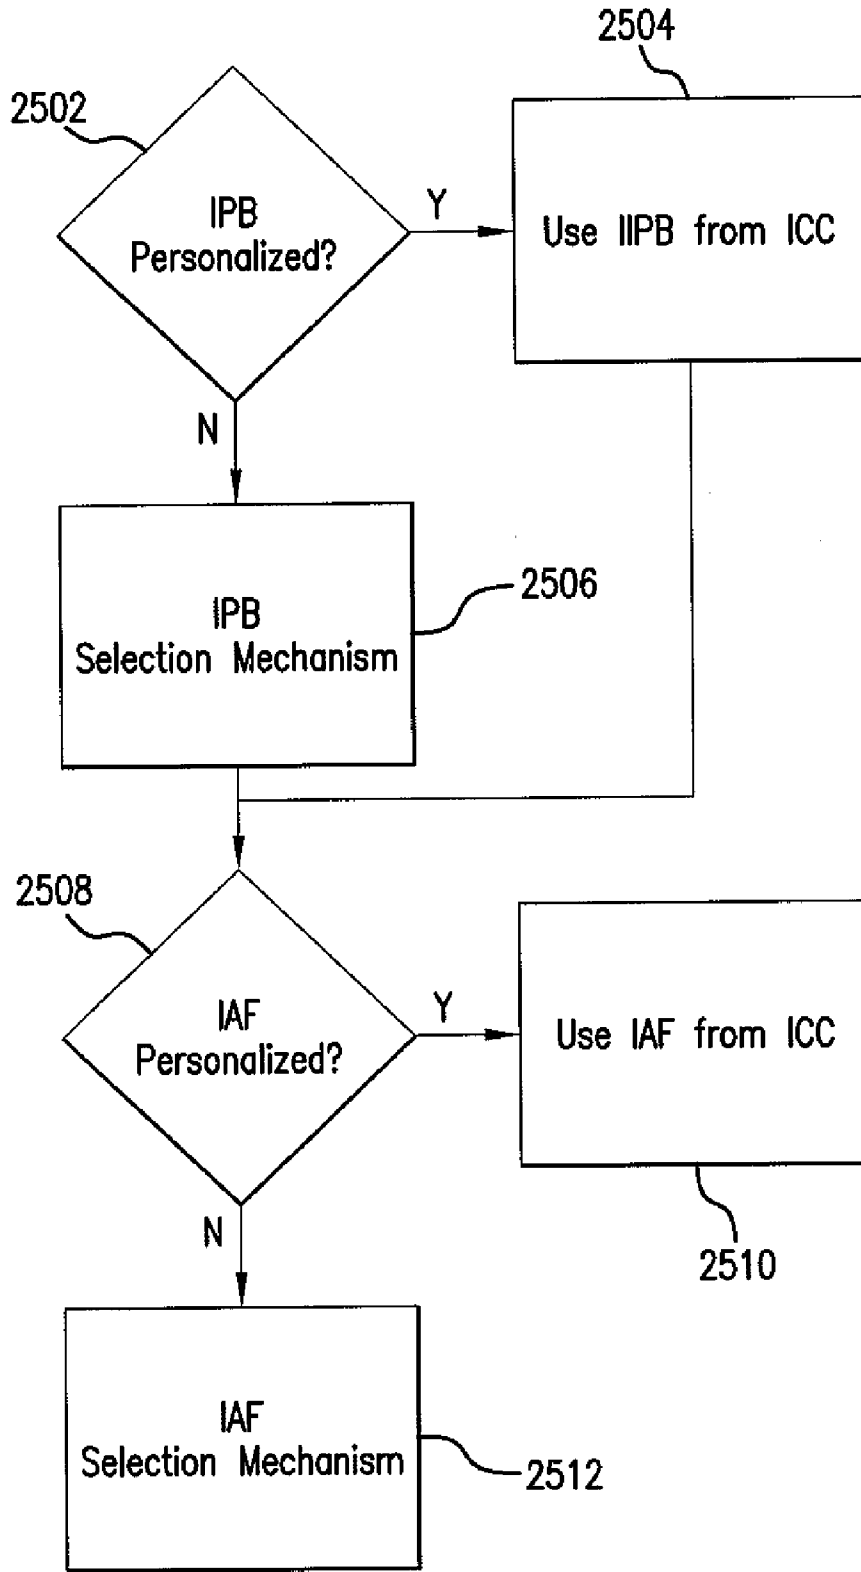 2504
2502
IPB
Personalized?
Y
Use IIPB from ICC
N
2506
IPB
Selection Mechanism
2508
IAF
Personalized?
Y
Use IAF from ICC
N
2510
IAF
Selection Mechanism
2512